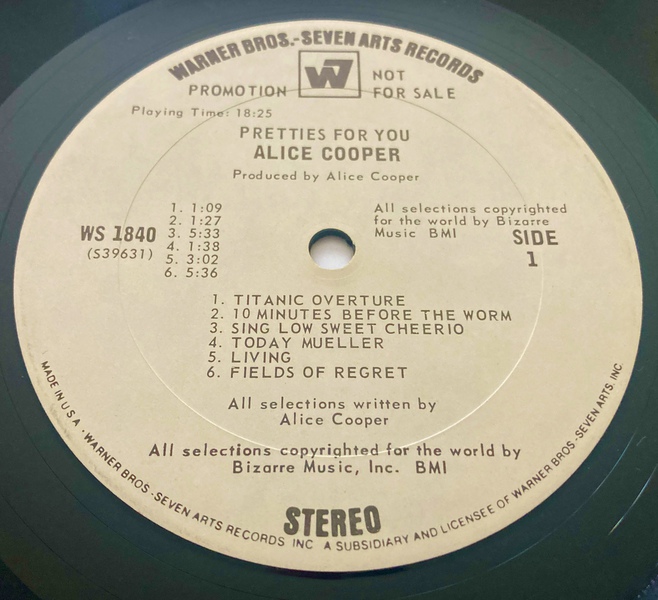 WARNER BROS.-SEVEN ARTS RECORDS
W7
PROMOTION NOT FOR SALE
Playing Time: 18:25
PRETTIES FOR YOU
ALICE COOPER
Produced by Alice Cooper
1. 1:09
2. 1:27
3. 5:33
4. 1:38
5. 3:02
6. 5:36
WS 1840
(S39631)
All selections copyrighted
for the world by Bizarre
Music BMI
SIDE
1
1. TITANIC OVERTURE
2. 10 MINUTES BEFORE THE WORM
3. SING LOW SWEET CHEERIO
4. TODAY MUELLER
5. LIVING
6. FIELDS OF REGRET
All selections written by
Alice Cooper
All selections copyrighted for the world by
Bizarre Music, Inc. BMI
STEREO
MADE IN U.S.A. · WARNER BROS.-SEVEN ARTS RECORDS INC A SUBSIDIARY AND LICENSEE OF WARNER BROS.-SEVEN ARTS, INC